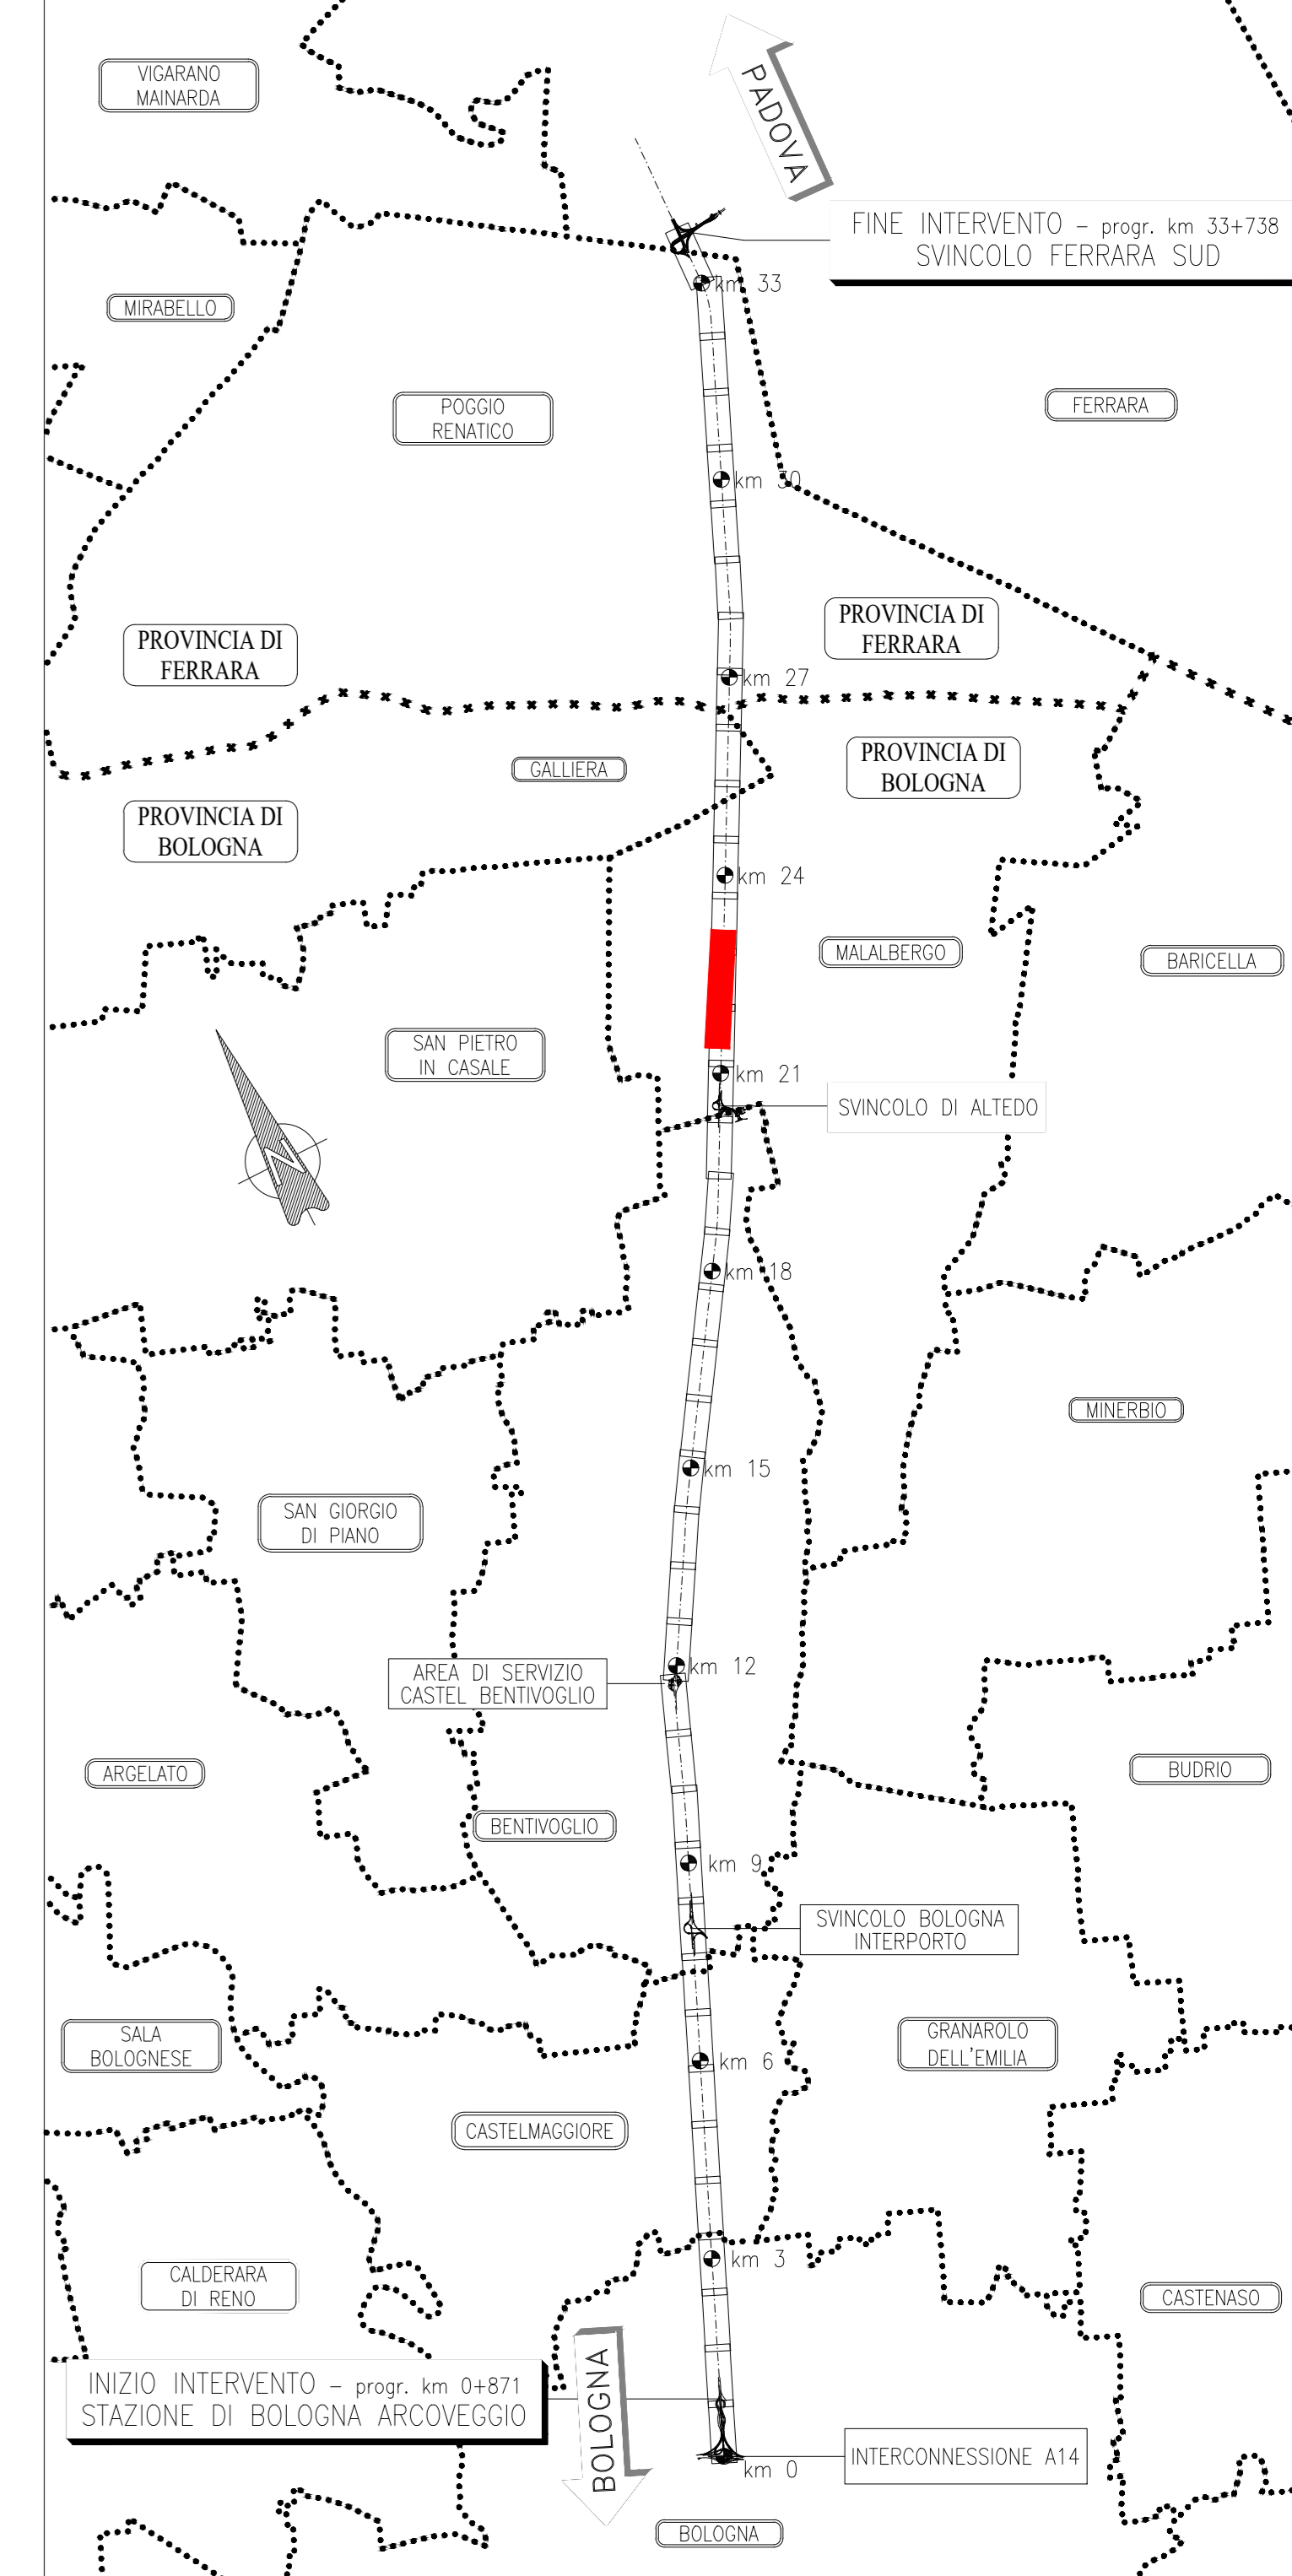 VIGARANO
MAINARDA
PADOVA
FINE INTERVENTO - progr. km 33+738
SVINCOLO FERRARA SUD
km 33
MIRABELLO
POGGIO
RENATICO
FERRARA
km 30
PROVINCIA DI
FERRARA
PROVINCIA DI
FERRARA
km 27
GALLIERA
PROVINCIA DI
BOLOGNA
PROVINCIA DI
BOLOGNA
km 24
MALALBERGO
BARICELLA
SAN PIETRO
IN CASALE
km 21
SVINCOLO DI ALTEDO
N
km 18
MINERBIO
km 15
SAN GIORGIO
DI PIANO
km 12
AREA DI SERVIZIO
CASTEL BENTIVOGLIO
ARGELATO
BUDRIO
BENTIVOGLIO
km 9
SVINCOLO BOLOGNA
INTERPORTO
SALA
BOLOGNESE
GRANAROLO
DELL'EMILIA
km 6
CASTELMAGGIORE
km 3
CALDERARA
DI RENO
CASTENASO
INIZIO INTERVENTO - progr. km 0+871
STAZIONE DI BOLOGNA ARCOVEGGIO
BOLOGNA
INTERCONNESSIONE A14
km 0
BOLOGNA